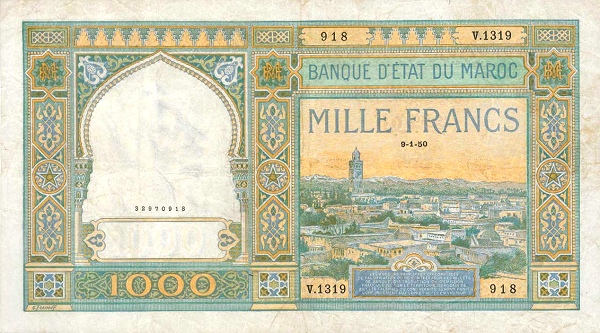 918 V.1319
BANQUE D'ÉTAT DU MAROC
MILLE FRANCS
9-1-50
32970918
1000
V.1319 918